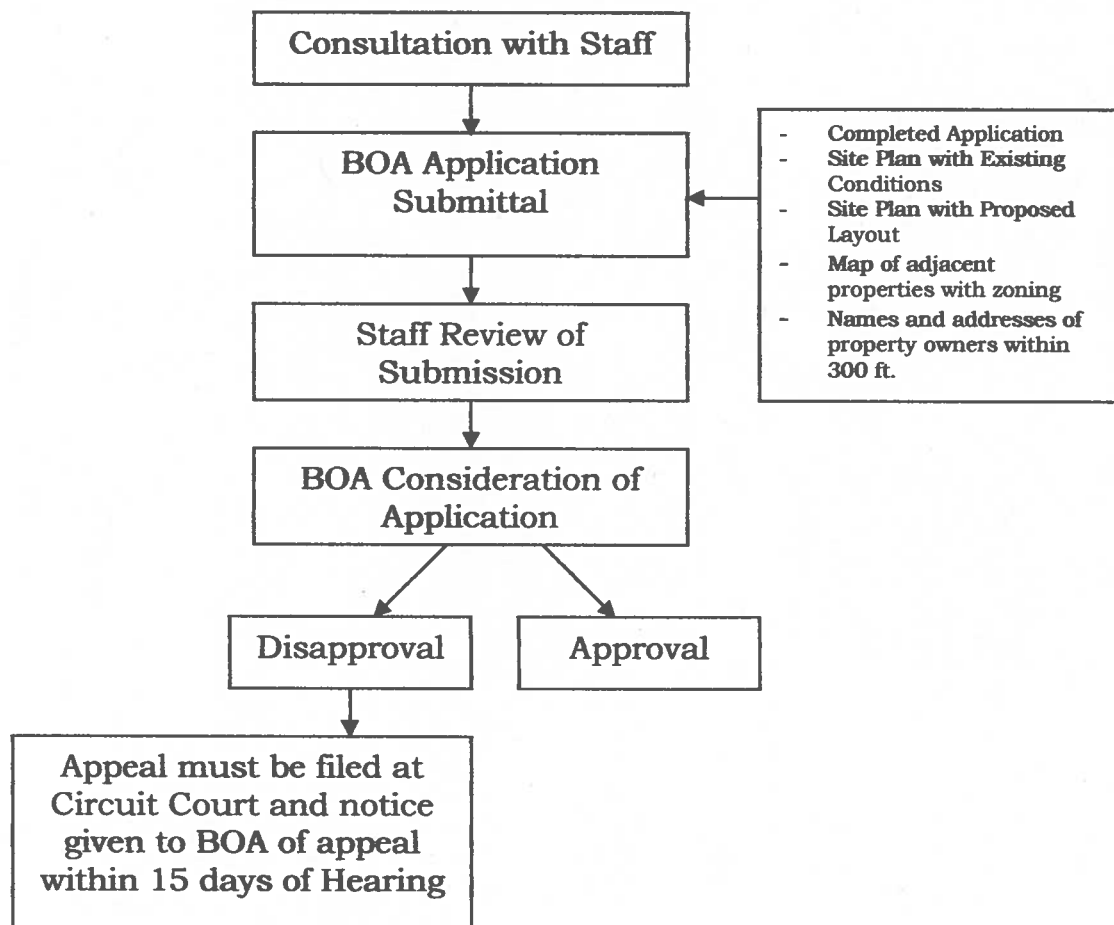 Consultation with Staff
BOA Application
Submittal
- Completed Application
- Site Plan with Existing
Conditions
- Site Plan with Proposed
Layout
- Map of adjacent
properties with zoning
- Names and addresses of
property owners within
300 ft.
Staff Review of
Submission
BOA Consideration of
Application
Disapproval
Approval
Appeal must be filed at
Circuit Court and notice
given to BOA of appeal
within 15 days of Hearing